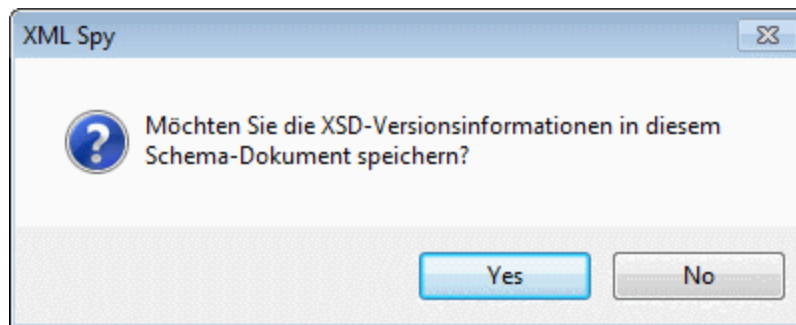 XML Spy
Möchten Sie die XSD-Versionsinformationen in diesem
Schema-Dokument speichern?
Yes No